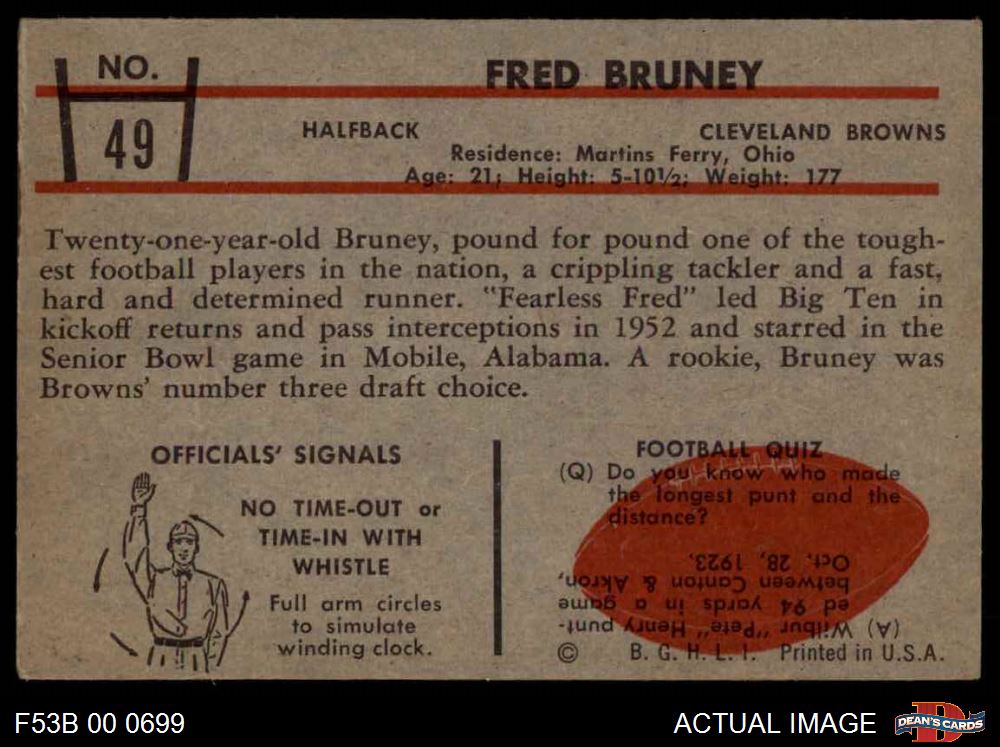 NO.
49
FRED BRUNEY
HALFBACK CLEVELAND BROWNS
Residence: Martins Ferry, Ohio
Age: 21; Height: 5-10½; Weight: 177
Twenty-one-year-old Bruney, pound for pound one of the tough-
est football players in the nation, a crippling tackler and a fast,
hard and determined runner. "Fearless Fred" led Big Ten in
kickoff returns and pass interceptions in 1952 and starred in the
Senior Bowl game in Mobile, Alabama. A rookie, Bruney was
Browns' number three draft choice.
OFFICIALS' SIGNALS
NO TIME-OUT or
TIME-IN WITH
WHISTLE
Full arm circles
to simulate
winding clock.
FOOTBALL QUIZ
(Q) Do you know who made
the longest punt and the
distance?
(A) Wilbur "Pete" Henry punt-
ed 94 yards in a game
between Canton & Akron,
Oct. 28, 1923.
© B. G. H. L. I. Printed in U.S.A.
F53B 00 0699
ACTUAL IMAGE
DEAN'S CARDS